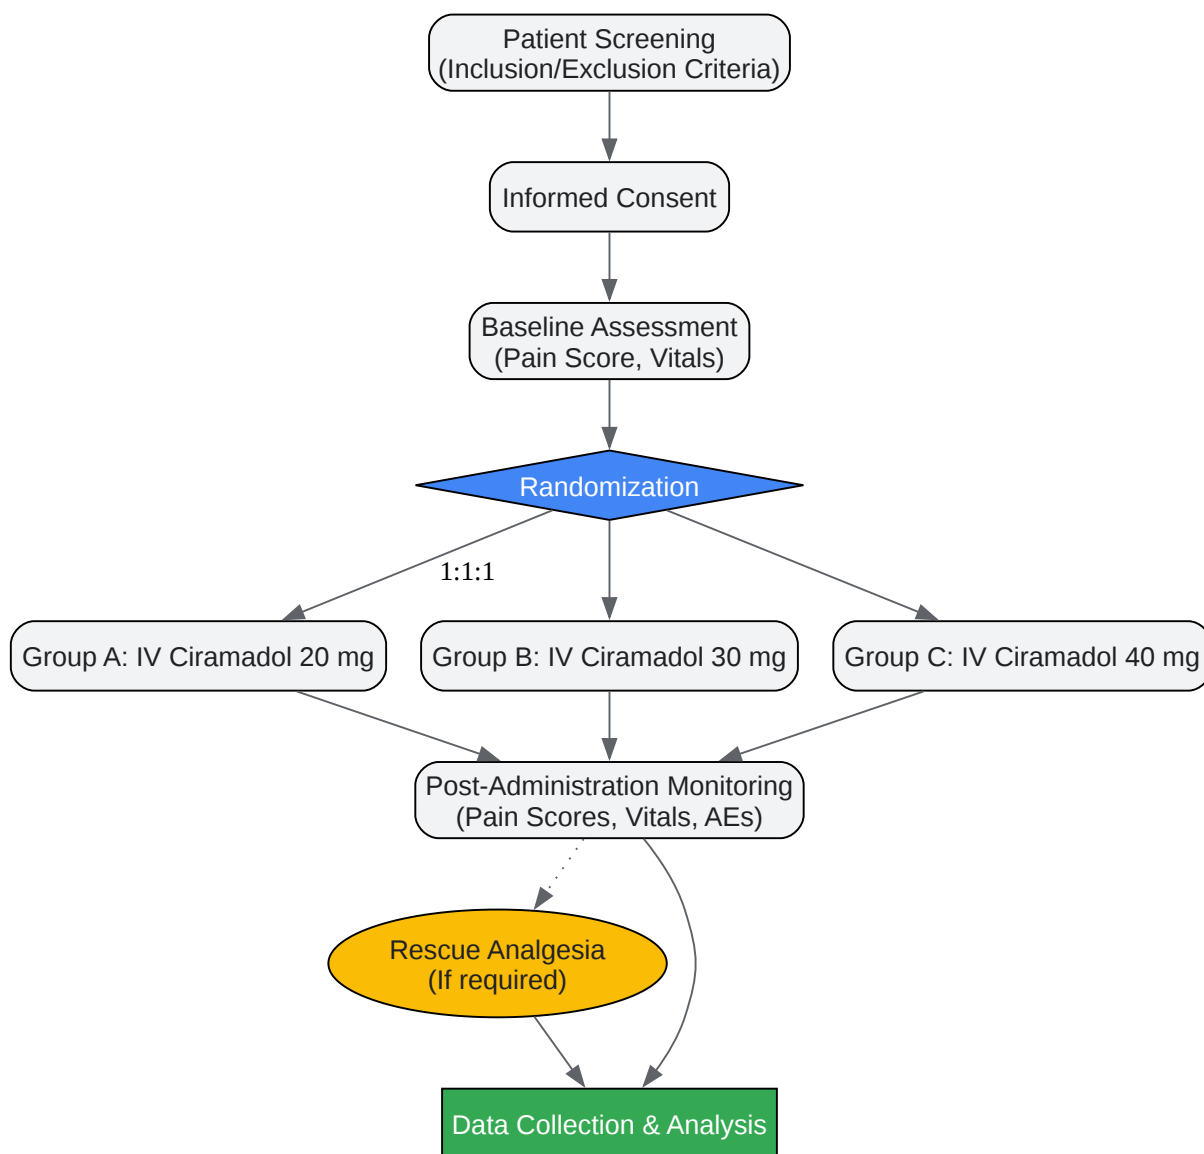 Patient Screening
(Inclusion/Exclusion Criteria)
Informed Consent
Baseline Assessment
(Pain Score, Vitals)
Randomization
1:1:1
Group A: IV Ciramadol 20 mg
Group B: IV Ciramadol 30 mg
Group C: IV Ciramadol 40 mg
Post-Administration Monitoring
(Pain Scores, Vitals, AEs)
Rescue Analgesia
(If required)
Data Collection & Analysis